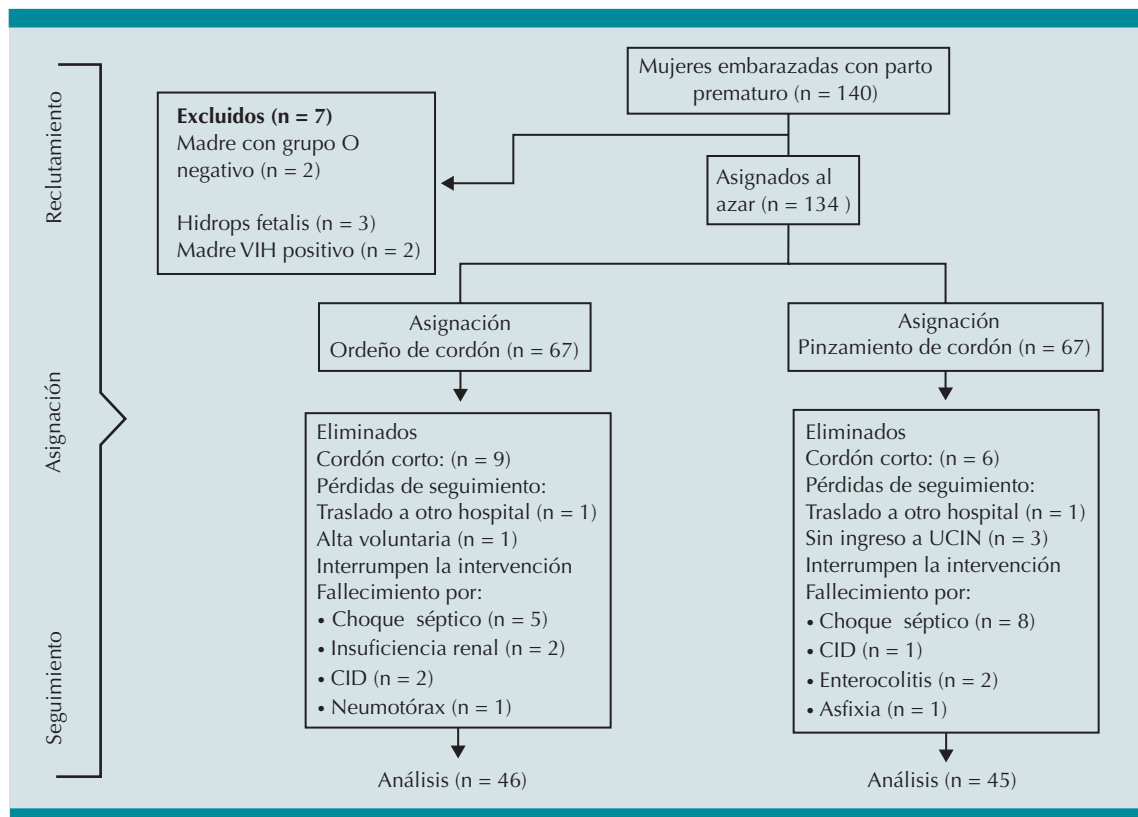 Mujeres embarazadas con parto
prematuro (n = 140)
Excluidos (n = 7)
Madre con grupo O
negativo (n = 2)
Hidrops fetalis (n = 3)
Madre VIH positivo (n = 2)
Asignados al
azar (n = 134 )
Reclutamiento
Asignación
Ordeño de cordón (n = 67)
Asignación
Pinzamiento de cordón (n = 67)
Asignación
Eliminados
Cordón corto: (n = 9)
Pérdidas de seguimiento:
Traslado a otro hospital (n = 1)
Alta voluntaria (n = 1)
Interrumpen la intervención
Fallecimiento por:
• Choque séptico (n = 5)
• Insuficiencia renal (n = 2)
• CID (n = 2)
• Neumotórax (n = 1)
Eliminados
Cordón corto: (n = 6)
Pérdidas de seguimiento:
Traslado a otro hospital (n = 1)
Sin ingreso a UCIN (n = 3)
Interrumpen la intervención
Fallecimiento por:
• Choque séptico (n = 8)
• CID (n = 1)
• Enterocolitis (n = 2)
• Asfixia (n = 1)
Seguimiento
Análisis (n = 46)
Análisis (n = 45)